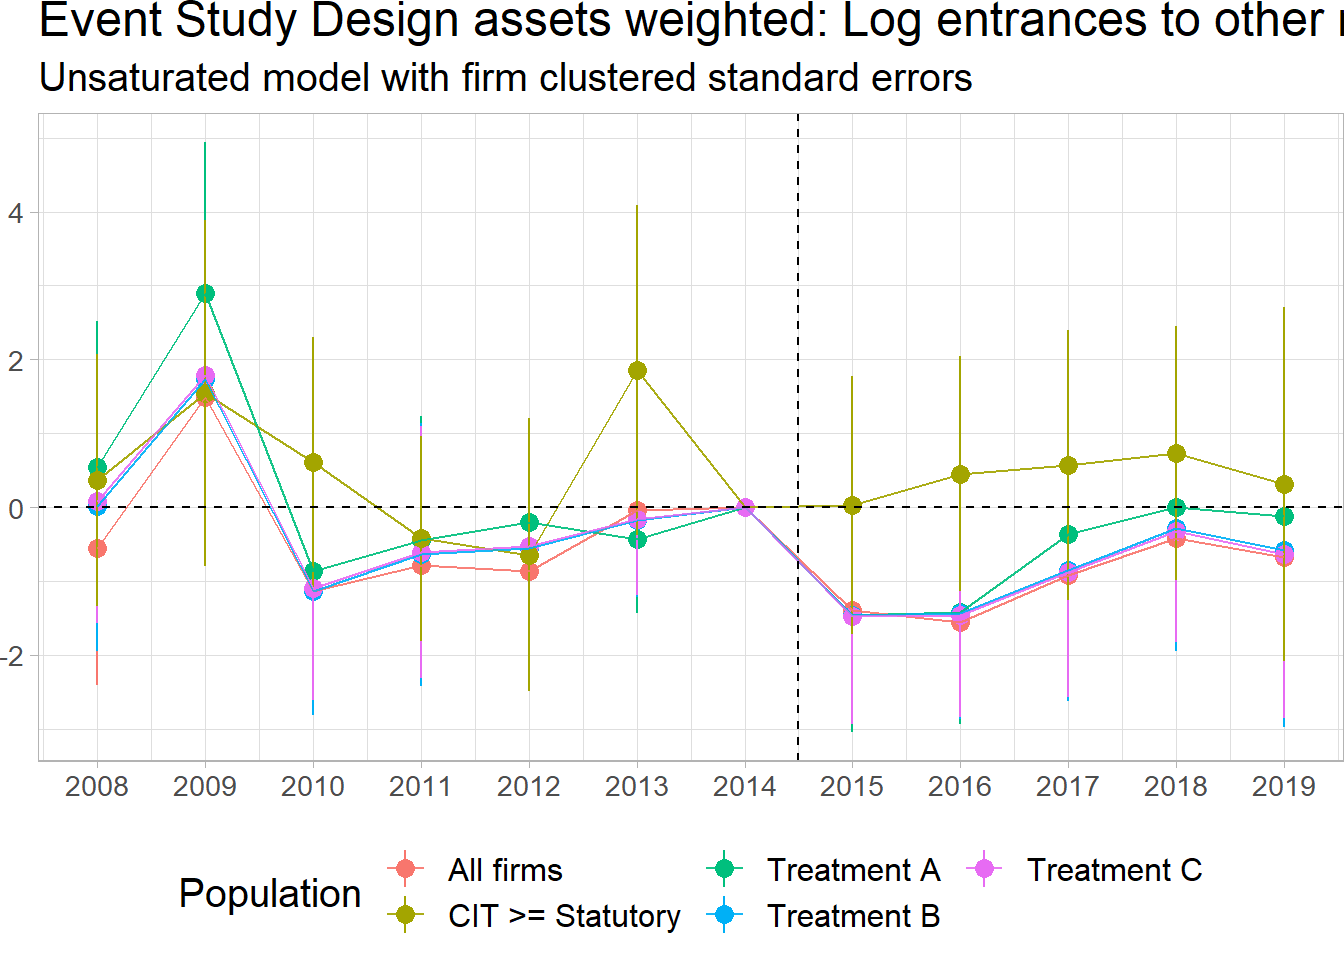 Event Study Design assets weighted: Log entrances to other
Unsaturated model with firm clustered standard errors
4
2
0
-2
2008 2009 2010 2011 2012 2013 2014 2015 2016 2017 2018 2019
Population
All firms
CIT >= Statutory
Treatment A
Treatment B
Treatment C